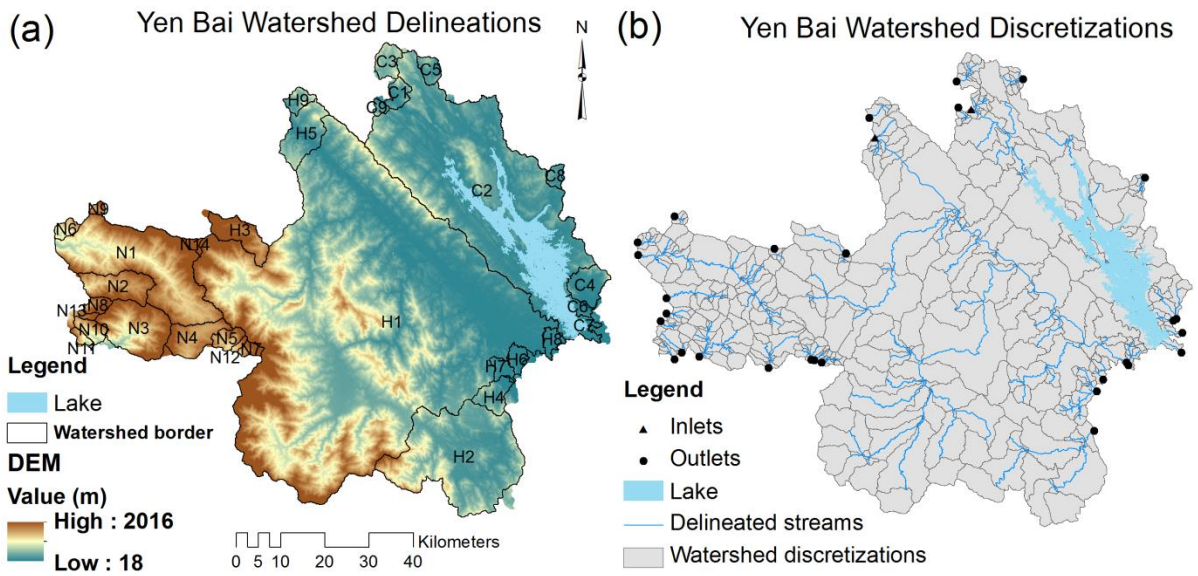 (a) Yen Bai Watershed Delineations
N
C3
C5
C1
C9
H9
H5
C2
C8
N9
N6
H3
N14
N1
N2
C4
N8
N13
C6
H1
N10
N3
C7
N4
N5
H8
N11
N7
N12
H6
H7
H4
H2
Legend
Lake
Watershed border
DEM
Value (m)
High : 2016
Low : 18
Kilometers
0 5 10 20 30 40
(b) Yen Bai Watershed Discretizations
Legend
Inlets
Outlets
Lake
Delineated streams
Watershed discretizations